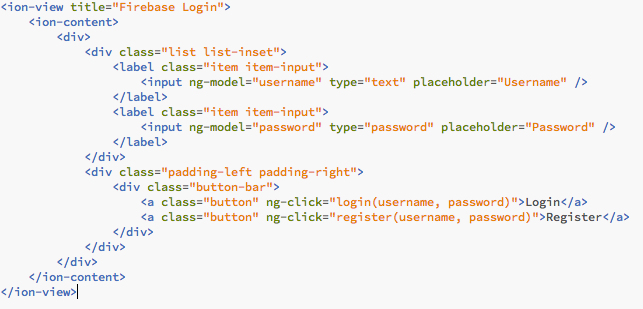 <ion-view title="Firebase Login">
    <ion-content>
        <div>
            <div class="list list-inset">
                <label class="item item-input">
                    <input ng-model="username" type="text" placeholder="Username" />
                </label>
                <label class="item item-input">
                    <input ng-model="password" type="password" placeholder="Password" />
                </label>
            </div>
            <div class="padding-left padding-right">
                <div class="button-bar">
                    <a class="button" ng-click="login(username, password)">Login</a>
                    <a class="button" ng-click="register(username, password)">Register</a>
                </div>
            </div>
        </div>
    </ion-content>
</ion-view>